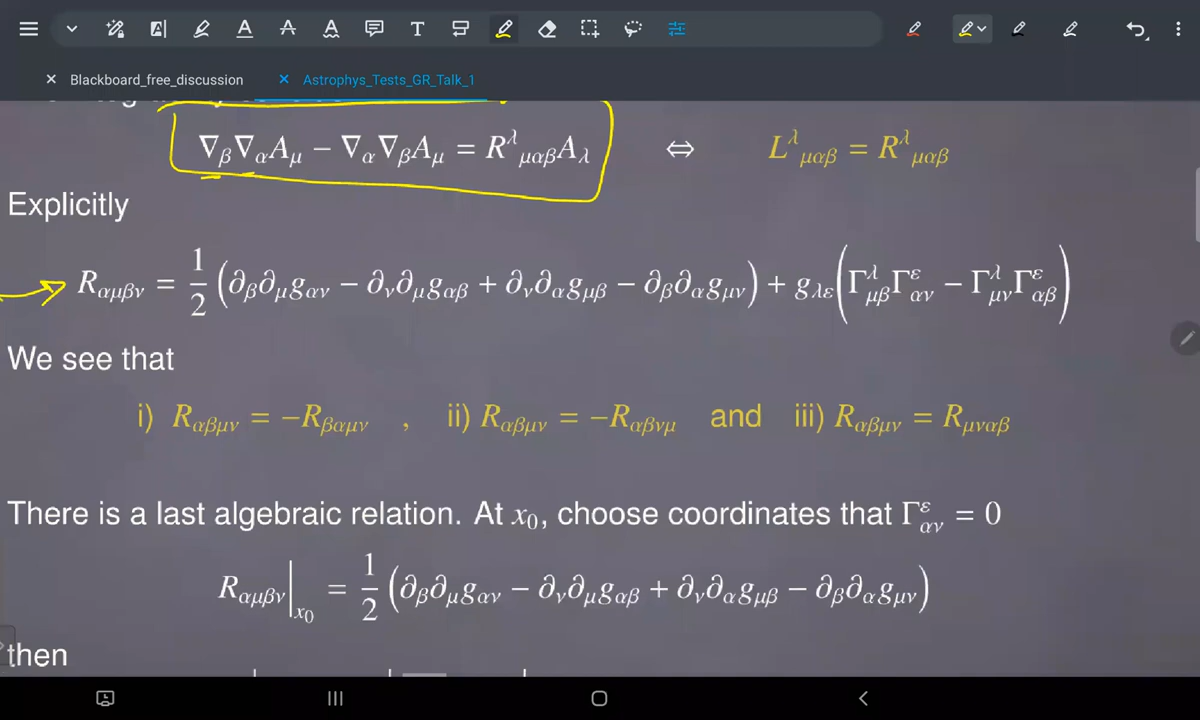 Blackboard_free_discussion
Astrophys_Tests_GR_Talk_1
∇_β∇_αA_μ − ∇_α∇_βA_μ = R^λ_{μαβ}A_λ ⇔ L^λ_{μαβ} = R^λ_{μαβ}
Explicitly
R_{αμβν} = 1/2 (∂_β∂_μg_{αν} − ∂_ν∂_μg_{αβ} + ∂_ν∂_αg_{μβ} − ∂_β∂_αg_{μν}) + g_{λε}(Γ^λ_{μβ}Γ^ε_{αν} − Γ^λ_{μν}Γ^ε_{αβ})
We see that
i) R_{αβμν} = −R_{βαμν} , ii) R_{αβμν} = −R_{αβνμ} and iii) R_{αβμν} = R_{μναβ}
There is a last algebraic relation. At x_0, choose coordinates that Γ^ε_{αν} = 0
R_{αμβν}|_{x_0} = 1/2 (∂_β∂_μg_{αν} − ∂_ν∂_μg_{αβ} + ∂_ν∂_αg_{μβ} − ∂_β∂_αg_{μν})
then